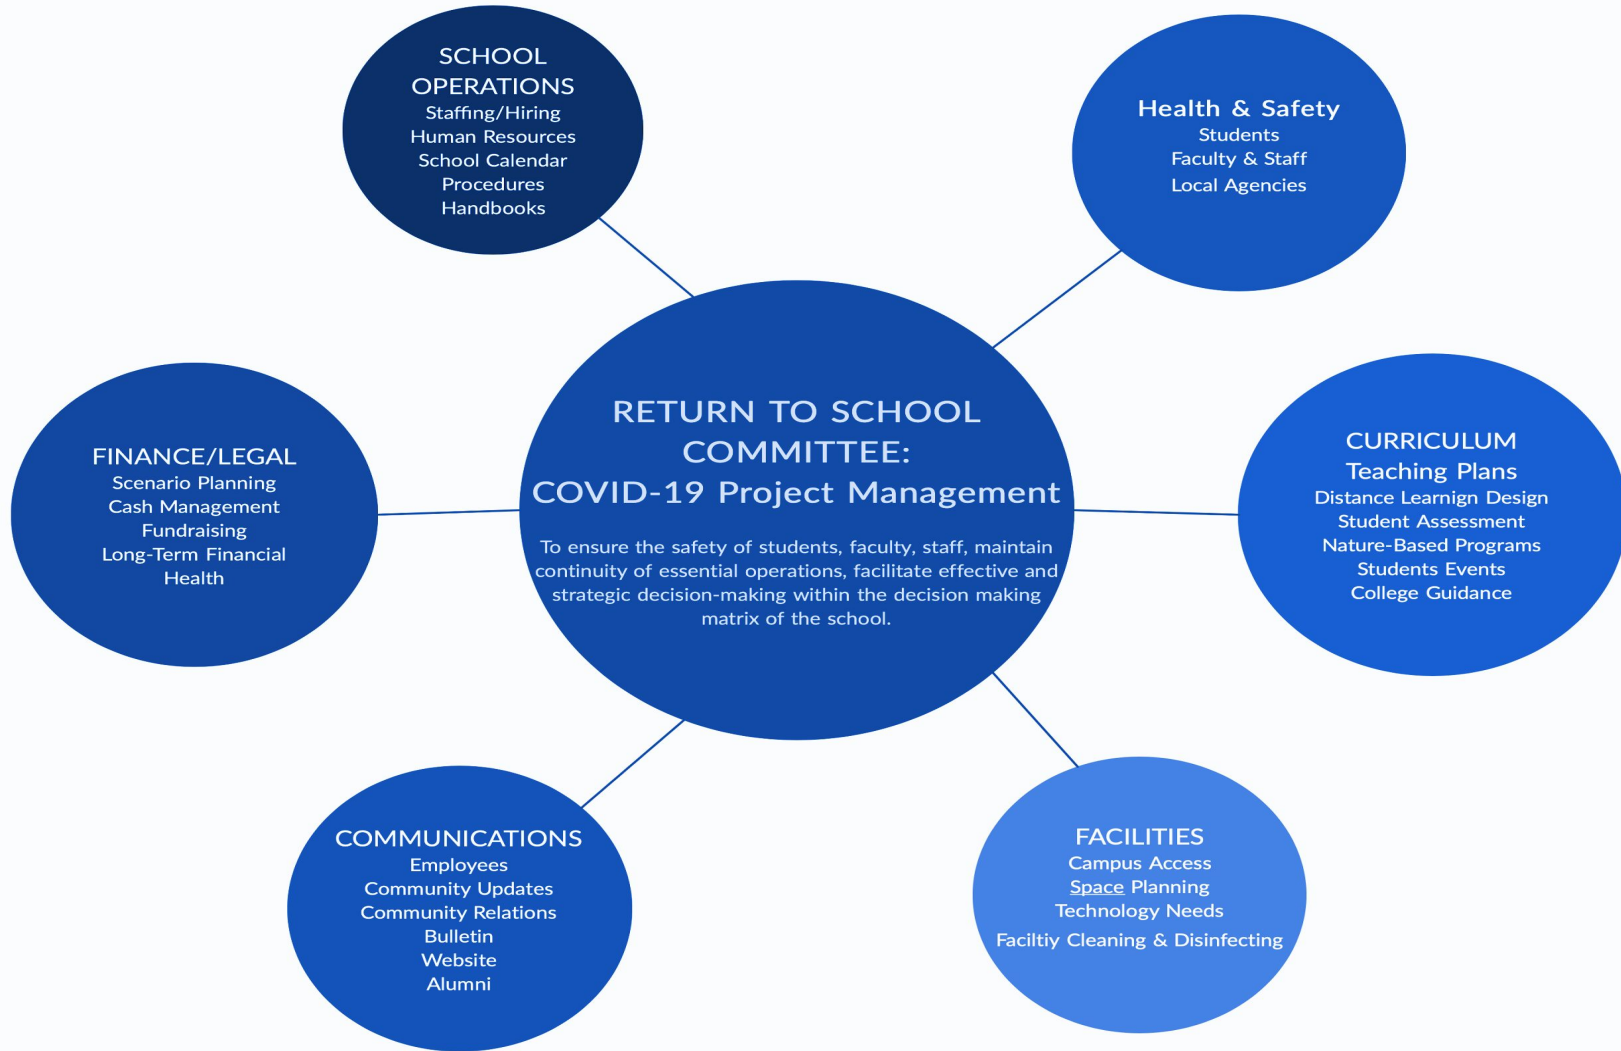 SCHOOL
OPERATIONS
Staffing/Hiring
Human Resources
School Calendar
Procedures
Handbooks
Health & Safety
Students
Faculty & Staff
Local Agencies
RETURN TO SCHOOL
COMMITTEE:
COVID-19 Project Management
To ensure the safety of students, faculty, staff, maintain
continuity of essential operations, facilitate effective and
strategic decision-making within the decision making
matrix of the school.
FINANCE/LEGAL
Scenario Planning
Cash Management
Fundraising
Long-Term Financial
Health
CURRICULUM
Teaching Plans
Distance Learnign Design
Student Assessment
Nature-Based Programs
Students Events
College Guidance
COMMUNICATIONS
Employees
Community Updates
Community Relations
Bulletin
Website
Alumni
FACILITIES
Campus Access
Space Planning
Technology Needs
Faciltiy Cleaning & Disinfecting